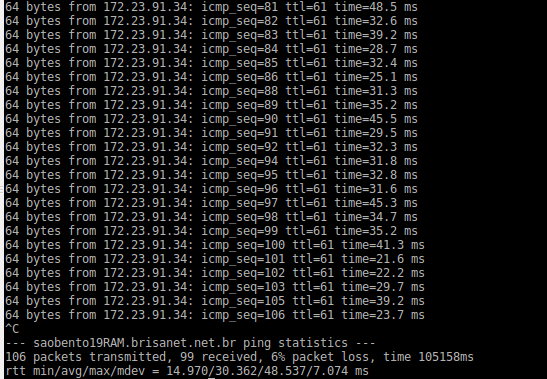 64 bytes from 172.23.91.34: icmp_seq=81 ttl=61 time=48.5 ms
64 bytes from 172.23.91.34: icmp_seq=82 ttl=61 time=32.6 ms
64 bytes from 172.23.91.34: icmp_seq=83 ttl=61 time=39.2 ms
64 bytes from 172.23.91.34: icmp_seq=84 ttl=61 time=28.7 ms
64 bytes from 172.23.91.34: icmp_seq=85 ttl=61 time=32.4 ms
64 bytes from 172.23.91.34: icmp_seq=86 ttl=61 time=25.1 ms
64 bytes from 172.23.91.34: icmp_seq=88 ttl=61 time=31.3 ms
64 bytes from 172.23.91.34: icmp_seq=89 ttl=61 time=35.2 ms
64 bytes from 172.23.91.34: icmp_seq=90 ttl=61 time=45.5 ms
64 bytes from 172.23.91.34: icmp_seq=91 ttl=61 time=29.5 ms
64 bytes from 172.23.91.34: icmp_seq=92 ttl=61 time=32.3 ms
64 bytes from 172.23.91.34: icmp_seq=94 ttl=61 time=31.8 ms
64 bytes from 172.23.91.34: icmp_seq=95 ttl=61 time=32.8 ms
64 bytes from 172.23.91.34: icmp_seq=96 ttl=61 time=31.6 ms
64 bytes from 172.23.91.34: icmp_seq=97 ttl=61 time=45.3 ms
64 bytes from 172.23.91.34: icmp_seq=98 ttl=61 time=34.7 ms
64 bytes from 172.23.91.34: icmp_seq=99 ttl=61 time=35.2 ms
64 bytes from 172.23.91.34: icmp_seq=100 ttl=61 time=41.3 ms
64 bytes from 172.23.91.34: icmp_seq=101 ttl=61 time=21.6 ms
64 bytes from 172.23.91.34: icmp_seq=102 ttl=61 time=22.2 ms
64 bytes from 172.23.91.34: icmp_seq=103 ttl=61 time=29.7 ms
64 bytes from 172.23.91.34: icmp_seq=105 ttl=61 time=39.2 ms
64 bytes from 172.23.91.34: icmp_seq=106 ttl=61 time=23.7 ms
^C
--- saobento19RAM.brisanet.net.br ping statistics ---
106 packets transmitted, 99 received, 6% packet loss, time 105158ms
rtt min/avg/max/mdev = 14.970/30.362/48.537/7.074 ms